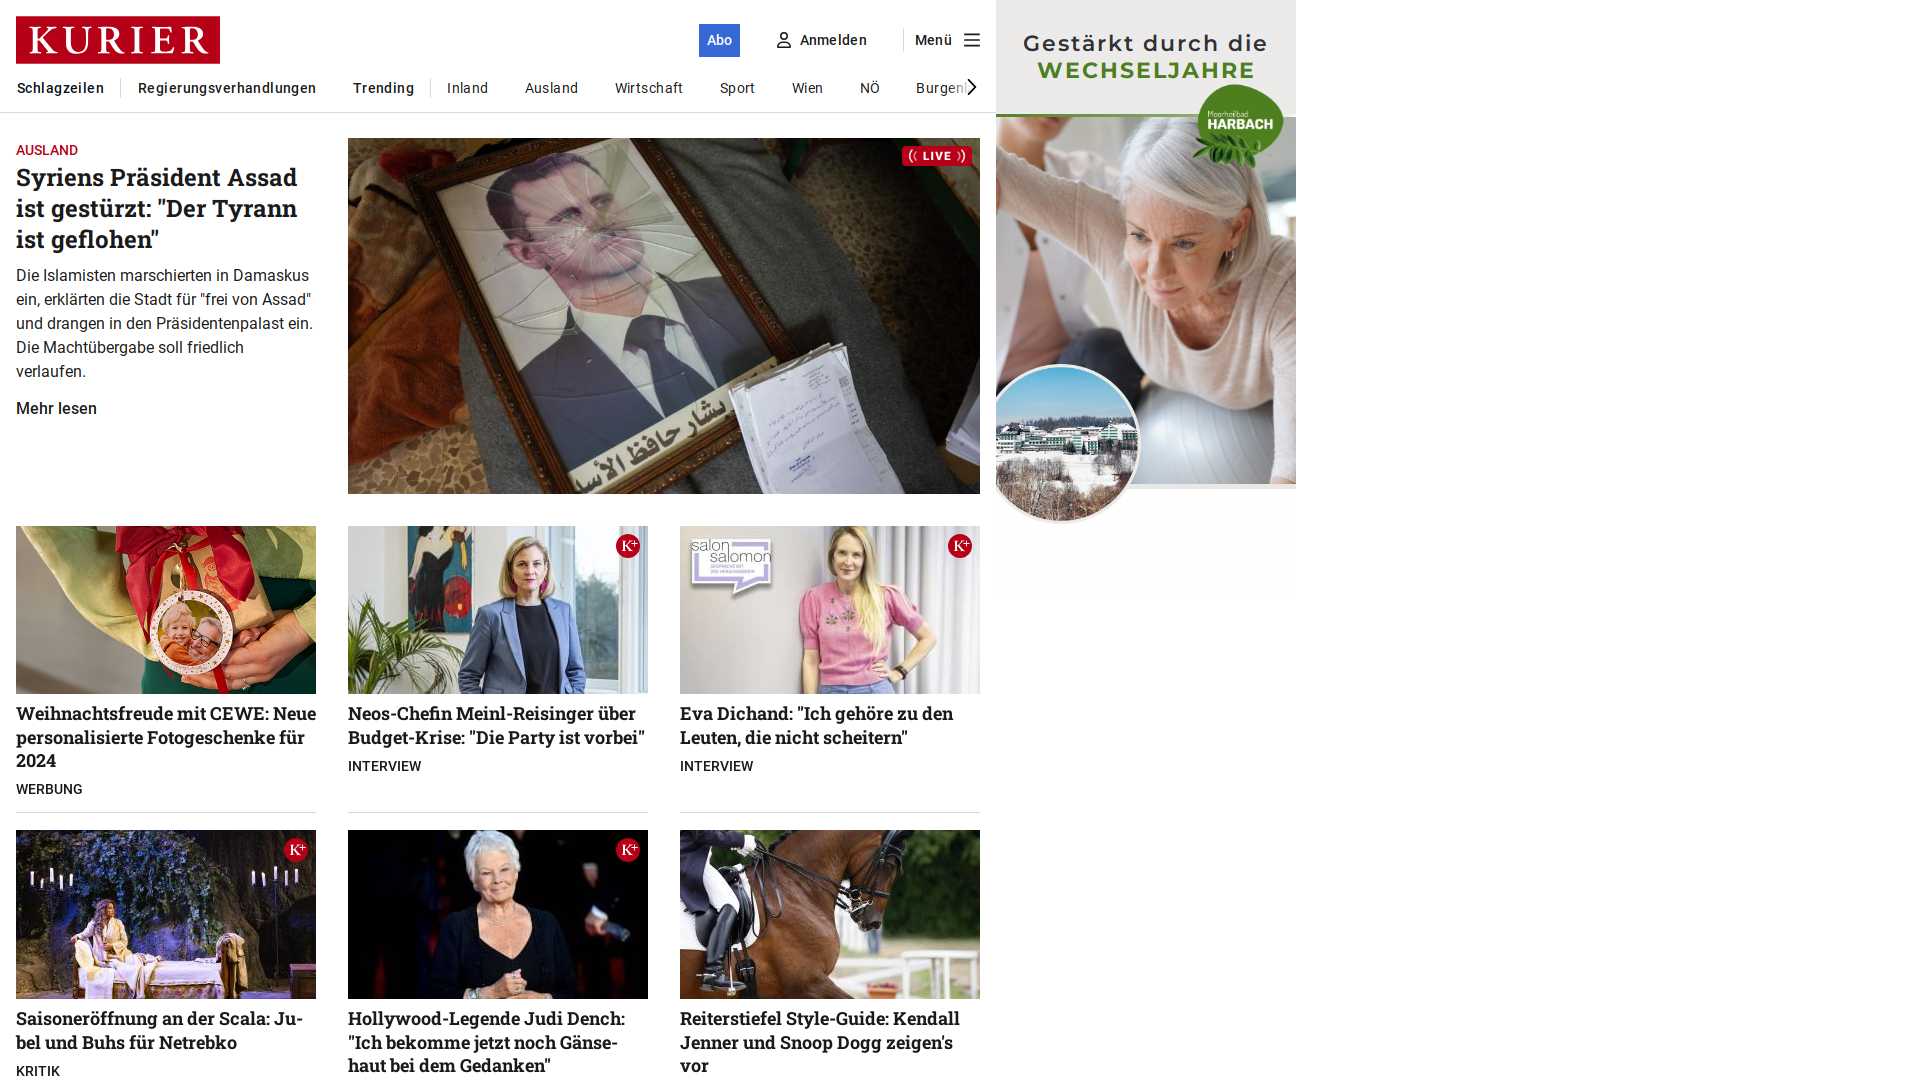 KURIER
Abo
Anmelden
Menü
Schlagzeilen
Regierungsverhandlungen
Trending
Inland
Ausland
Wirtschaft
Sport
Wien
NÖ
Gestärkt durch die
WECHSELJAHRE
Moorheilbad
HARBACH
AUSLAND
Syriens Präsident Assad
ist gestürzt: "Der Tyrann
ist geflohen"
Die Islamisten marschierten in Damaskus
ein, erklärten die Stadt für "frei von Assad"
und drangen in den Präsidentenpalast ein.
Die Machtübergabe soll friedlich
verlaufen.
Mehr lesen
LIVE
بشار حافظ الأسد
K+
salon
salomon
K+
Weihnachtsfreude mit CEWE: Neue
personalisierte Fotogeschenke für
2024
WERBUNG
Neos-Chefin Meinl-Reisinger über
Budget-Krise: "Die Party ist vorbei"
INTERVIEW
Eva Dichand: "Ich gehöre zu den
Leuten, die nicht scheitern"
INTERVIEW
K+
K+
Saisoneröffnung an der Scala: Ju-
bel und Buhs für Netrebko
KRITIK
Hollywood-Legende Judi Dench:
"Ich bekomme jetzt noch Gänse-
haut bei dem Gedanken"
Reiterstiefel Style-Guide: Kendall
Jenner und Snoop Dogg zeigen's
vor